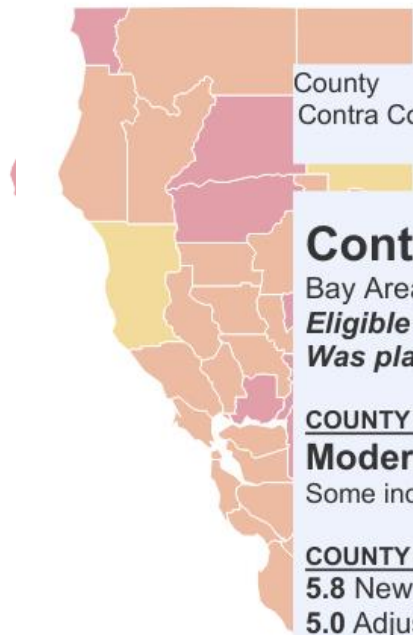 County
Contra Co
Cont
Bay Area
Eligible
Was pla
COUNTY
Moder
Some inc
COUNTY
5.8 New
5.0 Adju